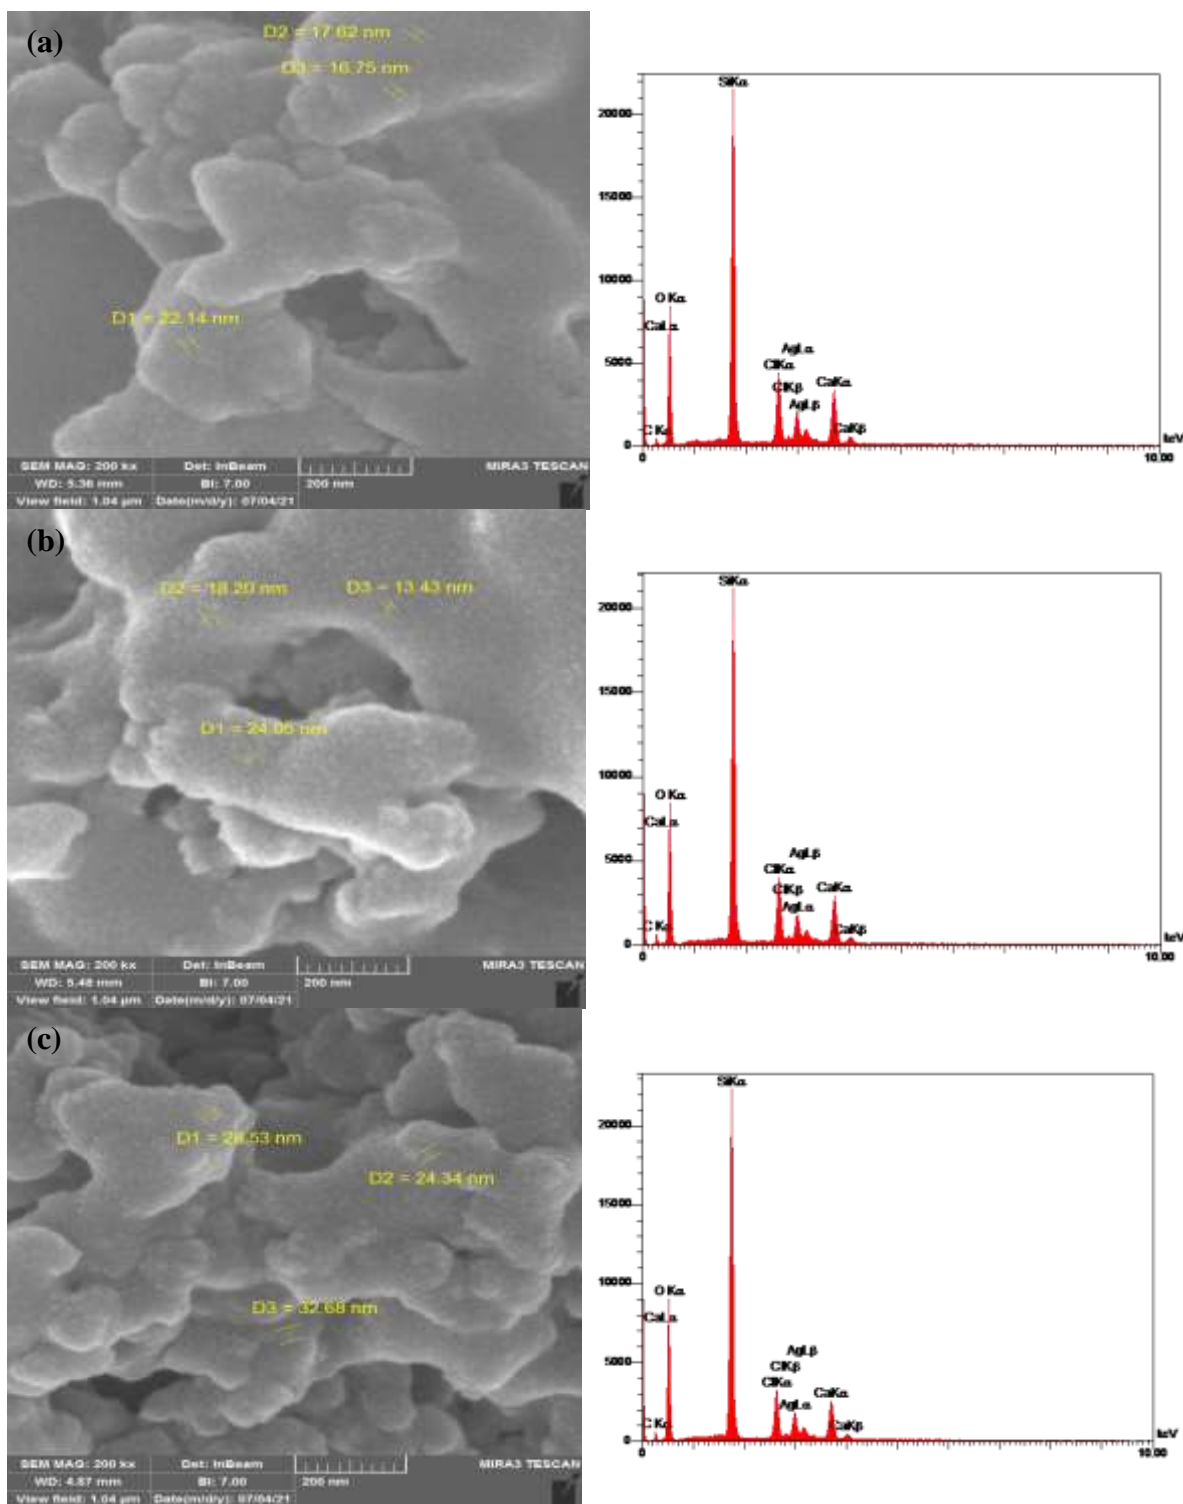 (a)
D2 = 17.62 nm
D3 = 16.75 nm
D1 = 22.14 nm
SEM MAG: 200 kx
Det: InBeam
MIRA3 TESCAN
WD: 5.36 mm
BI: 7.00
200 nm
View field: 1.04 µm
Date(m/d/y): 07/04/21
SiKα
20000
15000
10000
OKα
CaLα
5000
AgLα
ClKα
ClKβ
CaKα
AgLβ
CaKβ
C K
0
0
10.00
keV
(b)
D2 = 18.20 nm
D3 = 13.43 nm
D1 = 24.05 nm
SEM MAG: 200 kx
Det: InBeam
MIRA3 TESCAN
WD: 5.48 mm
BI: 7.00
200 nm
View field: 1.04 µm
Date(m/d/y): 07/04/21
SiKα
20000
15000
10000
OKα
CaLα
5000
AgLβ
ClKα
ClKβ
CaKα
AgLα
CaKβ
C K
0
0
10.00
keV
(c)
D1 = 28.53 nm
D2 = 24.34 nm
D3 = 32.68 nm
SEM MAG: 200 kx
Det: InBeam
MIRA3 TESCAN
WD: 4.87 mm
BI: 7.00
200 nm
View field: 1.04 µm
Date(m/d/y): 07/04/21
SiKα
20000
15000
10000
OKα
CaLα
5000
AgLβ
ClKβ
ClKα
CaKα
AgLα
CaKβ
C K
0
0
10.00
keV